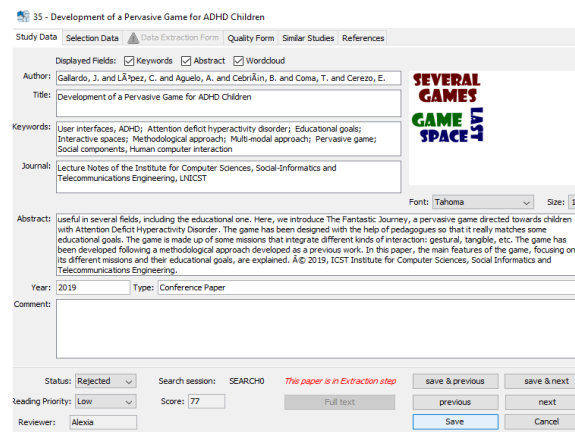 35 - Development of a Pervasive Game for ADHD Children
Study Data Selection Data Data Extraction Form Quality Form Similar Studies References
Displayed Fields: Keywords Abstract Wordcloud
Author: Gallardo, J. and LÃ³pez, C. and Aguelo, A. and CebriÃ¡n, B. and Coma, T. and Cerezo, E.
Title: Development of a Pervasive Game for ADHD Children
Keywords: User interfaces, ADHD; Attention deficit hyperactivity disorder; Educational goals;
Interactive spaces; Methodological approach; Multi-modal approach; Pervasive game;
Social components, Human computer interaction
Journal: Lecture Notes of the Institute for Computer Sciences, Social-Informatics and
Telecommunications Engineering, LNICST
SEVERAL
GAMES
GAME
SPACE
LAST
Font: Tahoma Size: 1
Abstract: useful in several fields, including the educational one. Here, we introduce The Fantastic Journey, a pervasive game directed towards children
with Attention Deficit Hyperactivity Disorder. The game has been designed with the help of pedagogues so that it really matches some
educational goals. The game is made up of some missions that integrate different kinds of interaction: gestural, tangible, etc. The game has
been developed following a methodological approach developed as a previous work. In this paper, the main features of the game, focusing on
its different missions and their educational goals, are explained. Â© 2019, ICST Institute for Computer Sciences, Social Informatics and
Telecommunications Engineering.
Year: 2019 Type: Conference Paper
Comment:
Status: Rejected Search session: SEARCH0 This paper is in Extraction step save & previous save & next
Reading Priority: Low Score: 77 Full text previous next
Reviewer: Alexia Save Cancel